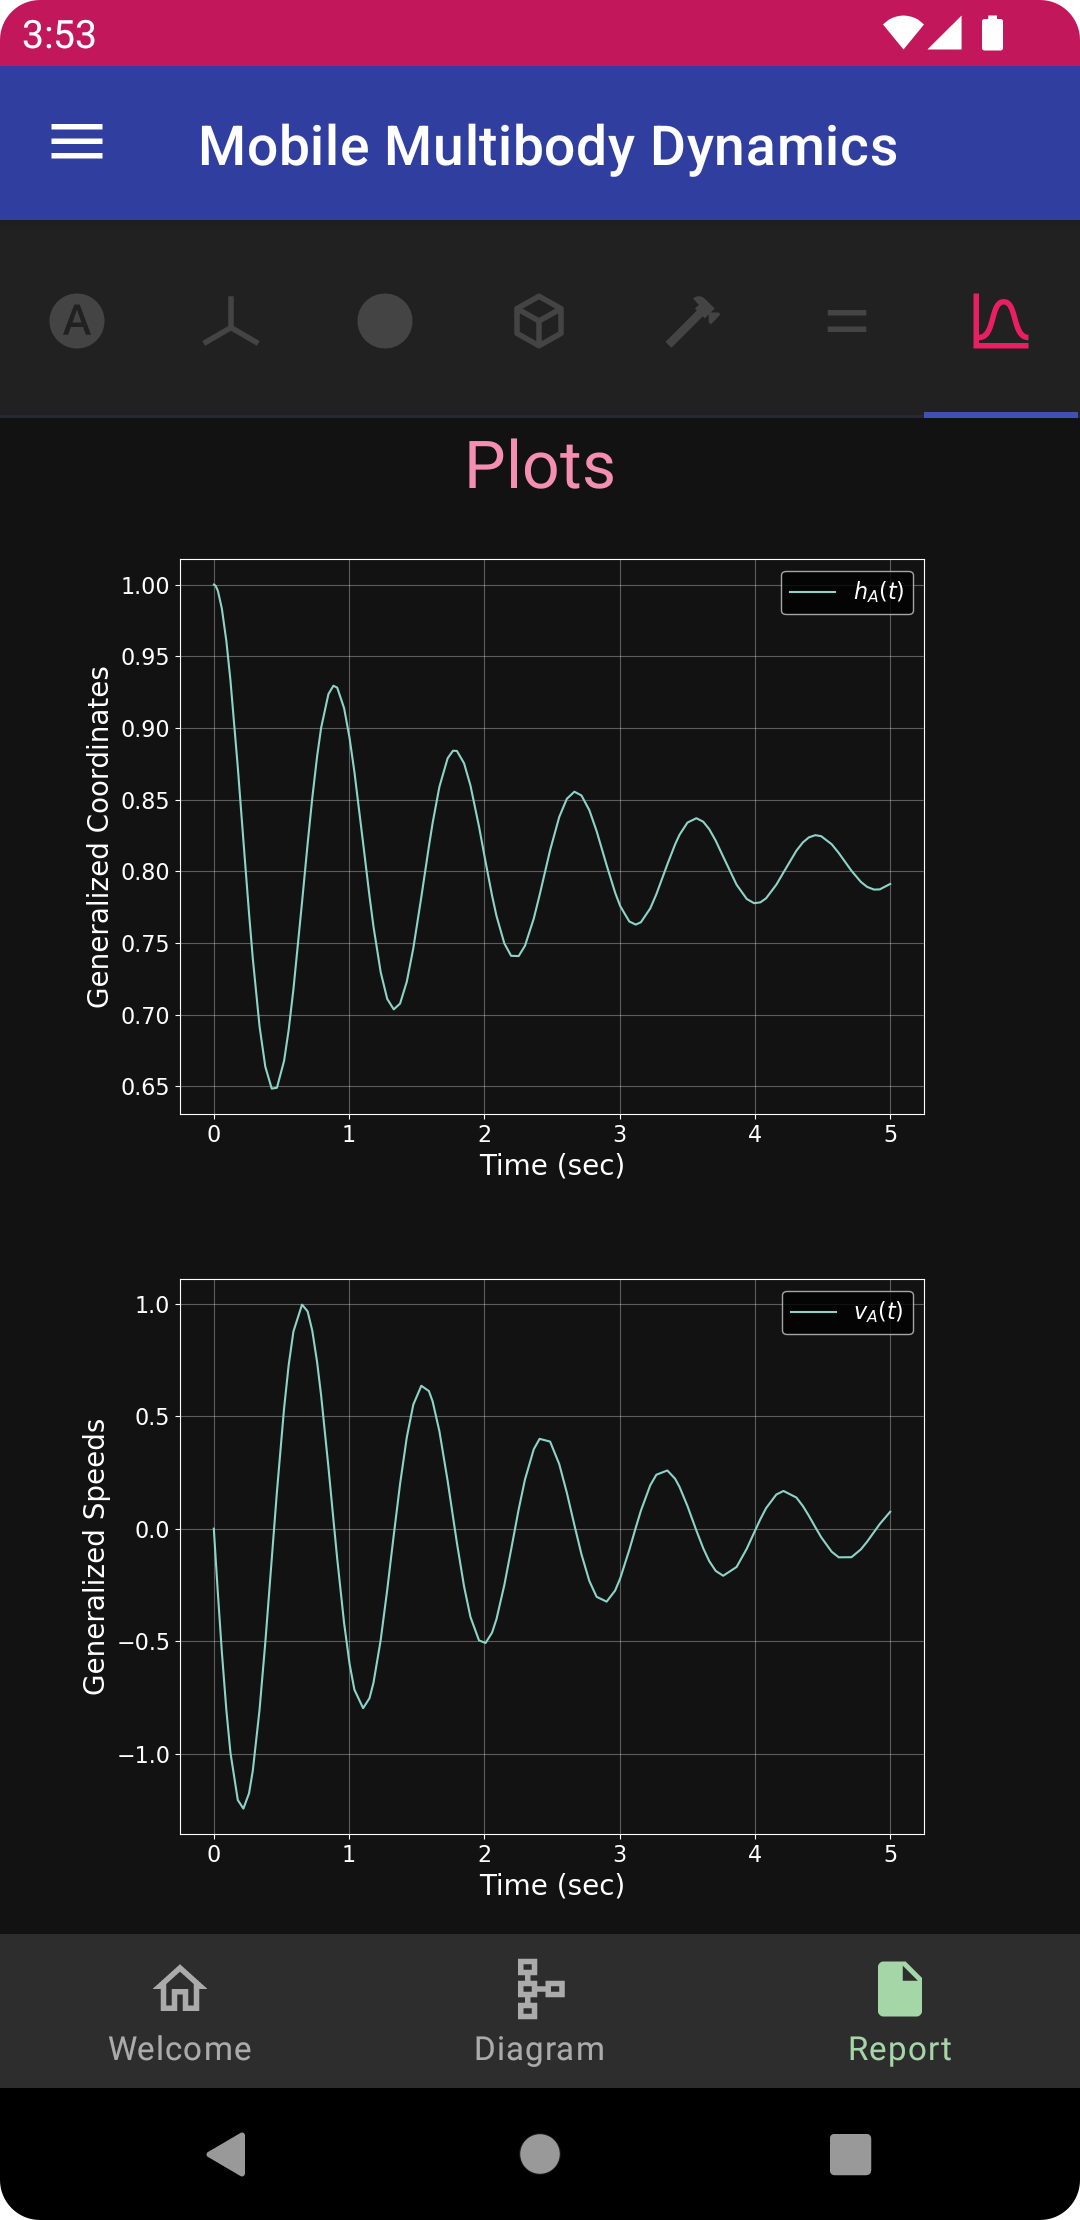 3:53
Mobile Multibody Dynamics
A
Plots
h_A(t)
1.00
0.95
0.90
0.85
0.80
0.75
0.70
0.65
Generalized Coordinates
0 1 2 3 4 5
Time (sec)
v_A(t)
1.0
0.5
0.0
−0.5
−1.0
Generalized Speeds
0 1 2 3 4 5
Time (sec)
Welcome Diagram Report